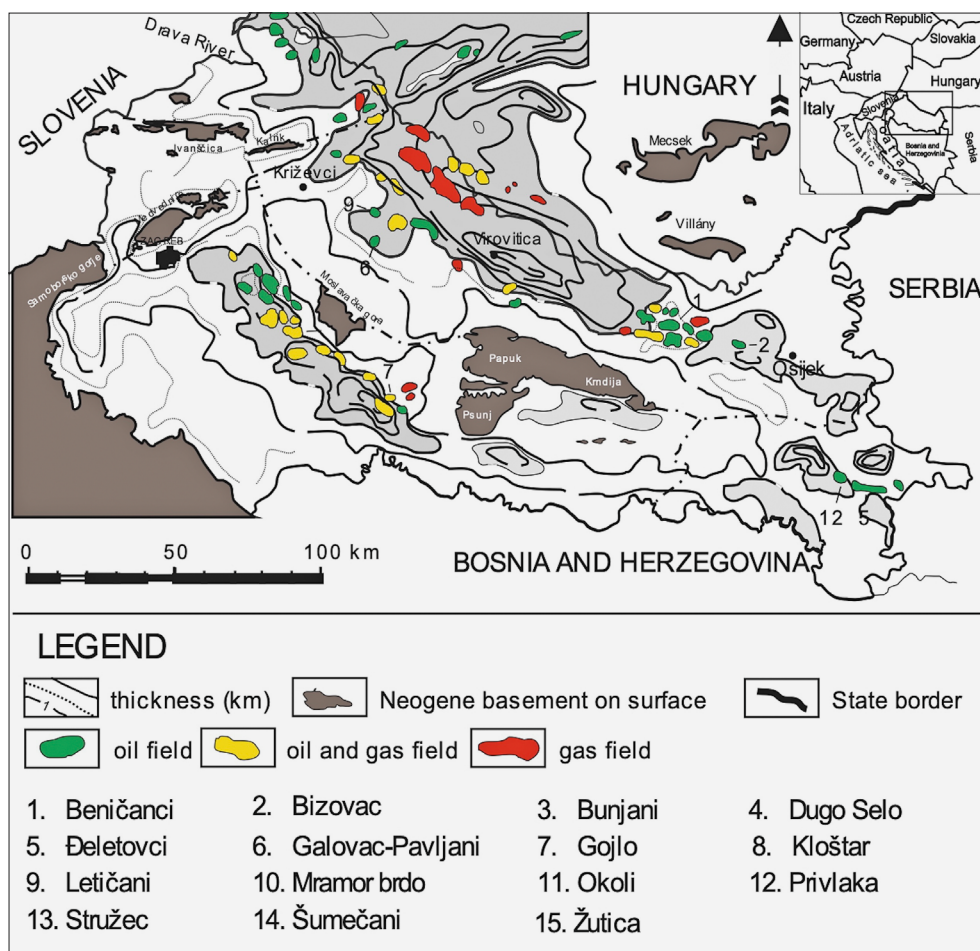 Drava River
SLOVENIA
HUNGARY
Mecsek
Villány
SERBIA
Ivanščica
Kalnik
Križevci
ZAGREB
Samoborsko gorje
Moslavačka gora
9
6
Virovitica
7
Papuk
Krndija
Psunj
1
2
Osijek
12
5
BOSNIA AND HERZEGOVINA
Czech Republic
Germany
Slovakia
Austria
Hungary
Italy
Slovenia
Bosnia and
Herzegovina
Adriatic sea
Serbia
0 50 100 km
LEGEND
1
thickness (km) Neogene basement on surface State border
oil field oil and gas field gas field
1. Beničanci 2. Bizovac 3. Bunjani 4. Dugo Selo
5. Đeletovci 6. Galovac-Pavljani 7. Gojlo 8. Kloštar
9. Letičani 10. Mramor brdo 11. Okoli 12. Privlaka
13. Stružec 14. Šumečani 15. Žutica